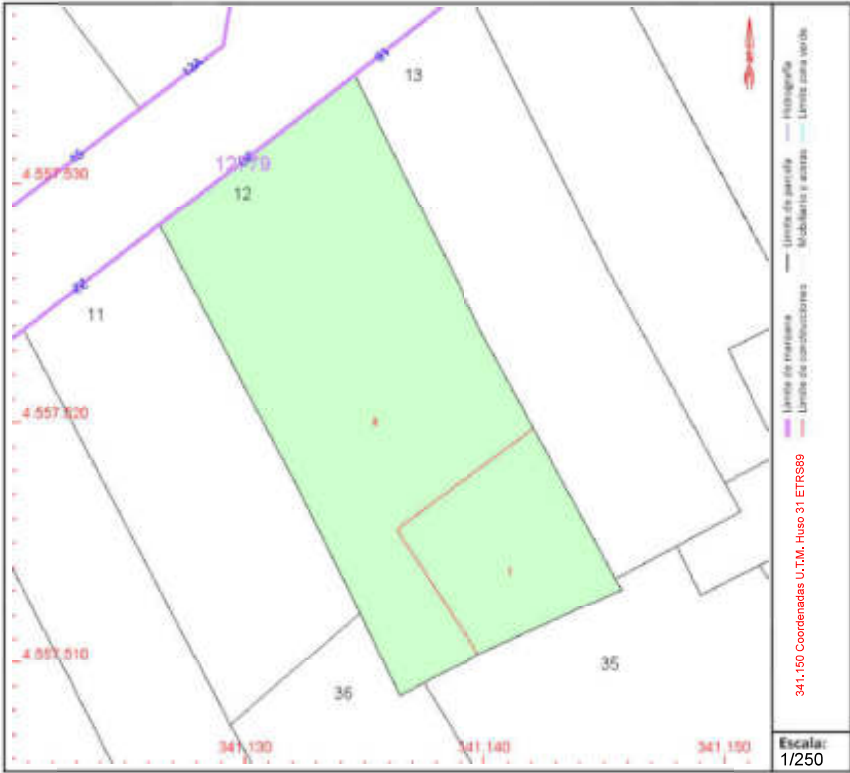 13
12779
4.557.530
12
11
4.557.520
4.557.510
35
36
341.130
341.140
341.150
Límite de manzana
Límite de parcela
Hidrografía
Límite de construcciones
Mobiliario y aceras
Límite zona verde
341.150 Coordenadas U.T.M. Huso 31 ETRS89
Escala:
1/250